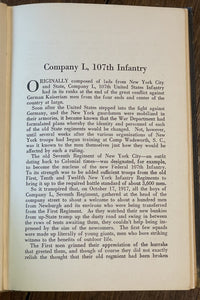 Company L, 107th Infantry
ORIGINALLY composed of lads from New York City
and State, Company L, 107th United States Infantry
had in its ranks at the end of the great conflict against
German Kaiserism men from the four ends and centre of the
country at large.
Soon after the United States stepped into the fight against
Germany, and the New York guardsmen were mobilized in
their armories, it became known that the War Department had
formulated plans whereby the identity and personnel of each
of the old State regiments would be changed. Not, however,
until several weeks after the various organizations of New
York troops had begun training at Camp Wadsworth, S. C.,
was it known to the men themselves just how they would be
affected by such a ruling.
The old Seventh Regiment of New York City—an outfit
dating back to Colonial times—was designated, for example,
to become the nucleus of the new Federal 107th Infantry.
To its strength was to be added sufficient troops from the old
First, Tenth and Twelfth New York Infantry Regiments to
bring it up to the required battle standard of about 3,600 men.
So it transpired that, on October 17, 1917, all the boys of
Company L, Seventh Regiment, gathered at the head of the
company street to about a welcome to about a hundred men
from Newburgh and its environs who were being transferred
from the First Regiment. As they watched their new bunkies
from up-State tromp up the dusty road and swing in between
the rows of tents awaiting them, they couldn't help being im-
pressed by the size of the newcomers. The first lot especially
was made up literally of young giants, men who bore striking
witness to the benefits of outdoor life.
The First men grinned their appreciation of the hurrahs
that greeted them, and though of course they did not exactly
relish the thought that their old regiment had been broken